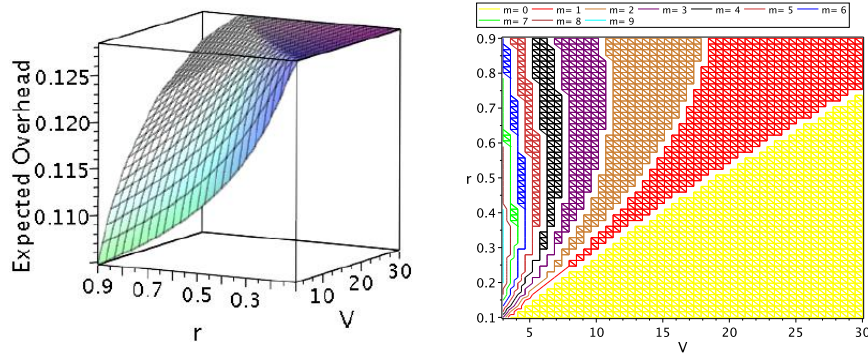 Expected Overhead
0.125
0.120
0.115
0.110
0.9
0.7
0.5
0.3
r
10
20
30
V
m= 0 m= 1 m= 2 m= 3 m= 4 m= 5 m= 6
m= 7 m= 8 m= 9
0.9
0.8
0.7
0.6
r
0.5
0.4
0.3
0.2
0.1
5 10 15 20 25 30
V